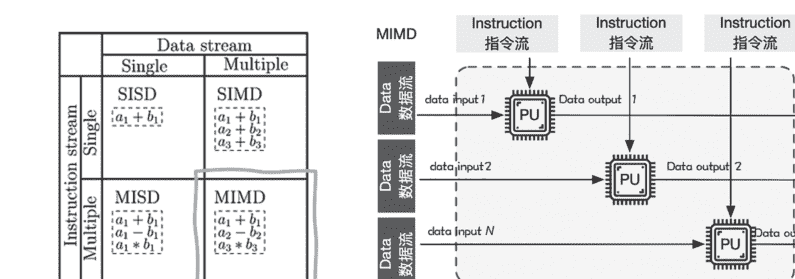 Data stream
Single Multiple
Instruction stream
Single
Multiple
SISD
a₁ + b₁
SIMD
a₁ + b₁
a₂ + b₂
a₃ + b₃
MISD
a₁ + b₁
a₁ − b₁
a₁ * b₁
MIMD
a₁ + b₁
a₂ − b₂
a₃ * b₃
MIMD
Instruction
指令流
Instruction
指令流
Instruction
指令流
Data
数据流
data input 1
PU
Data output 1
Data
数据流
data input 2
PU
Data output 2
Data
数据流
data input N
PU
Data ou